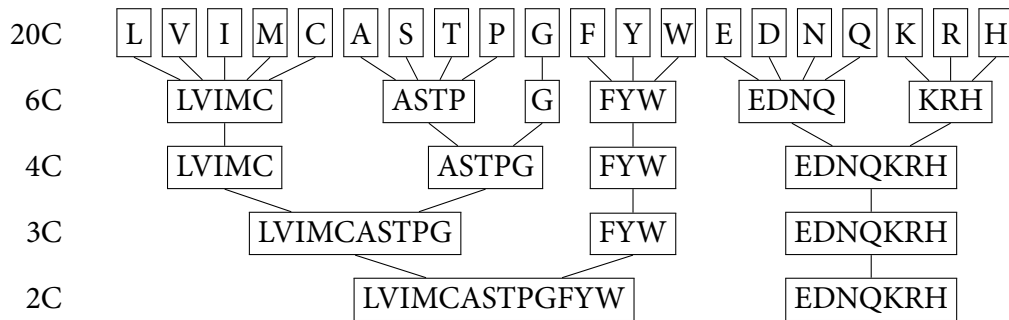 20C L V I M C A S T P G F Y W E D N Q K R H
6C LVIMC ASTP G FYW EDNQ KRH
4C LVIMC ASTPG FYW EDNQKRH
3C LVIMCASTPG FYW EDNQKRH
2C LVIMCASTPGFYW EDNQKRH